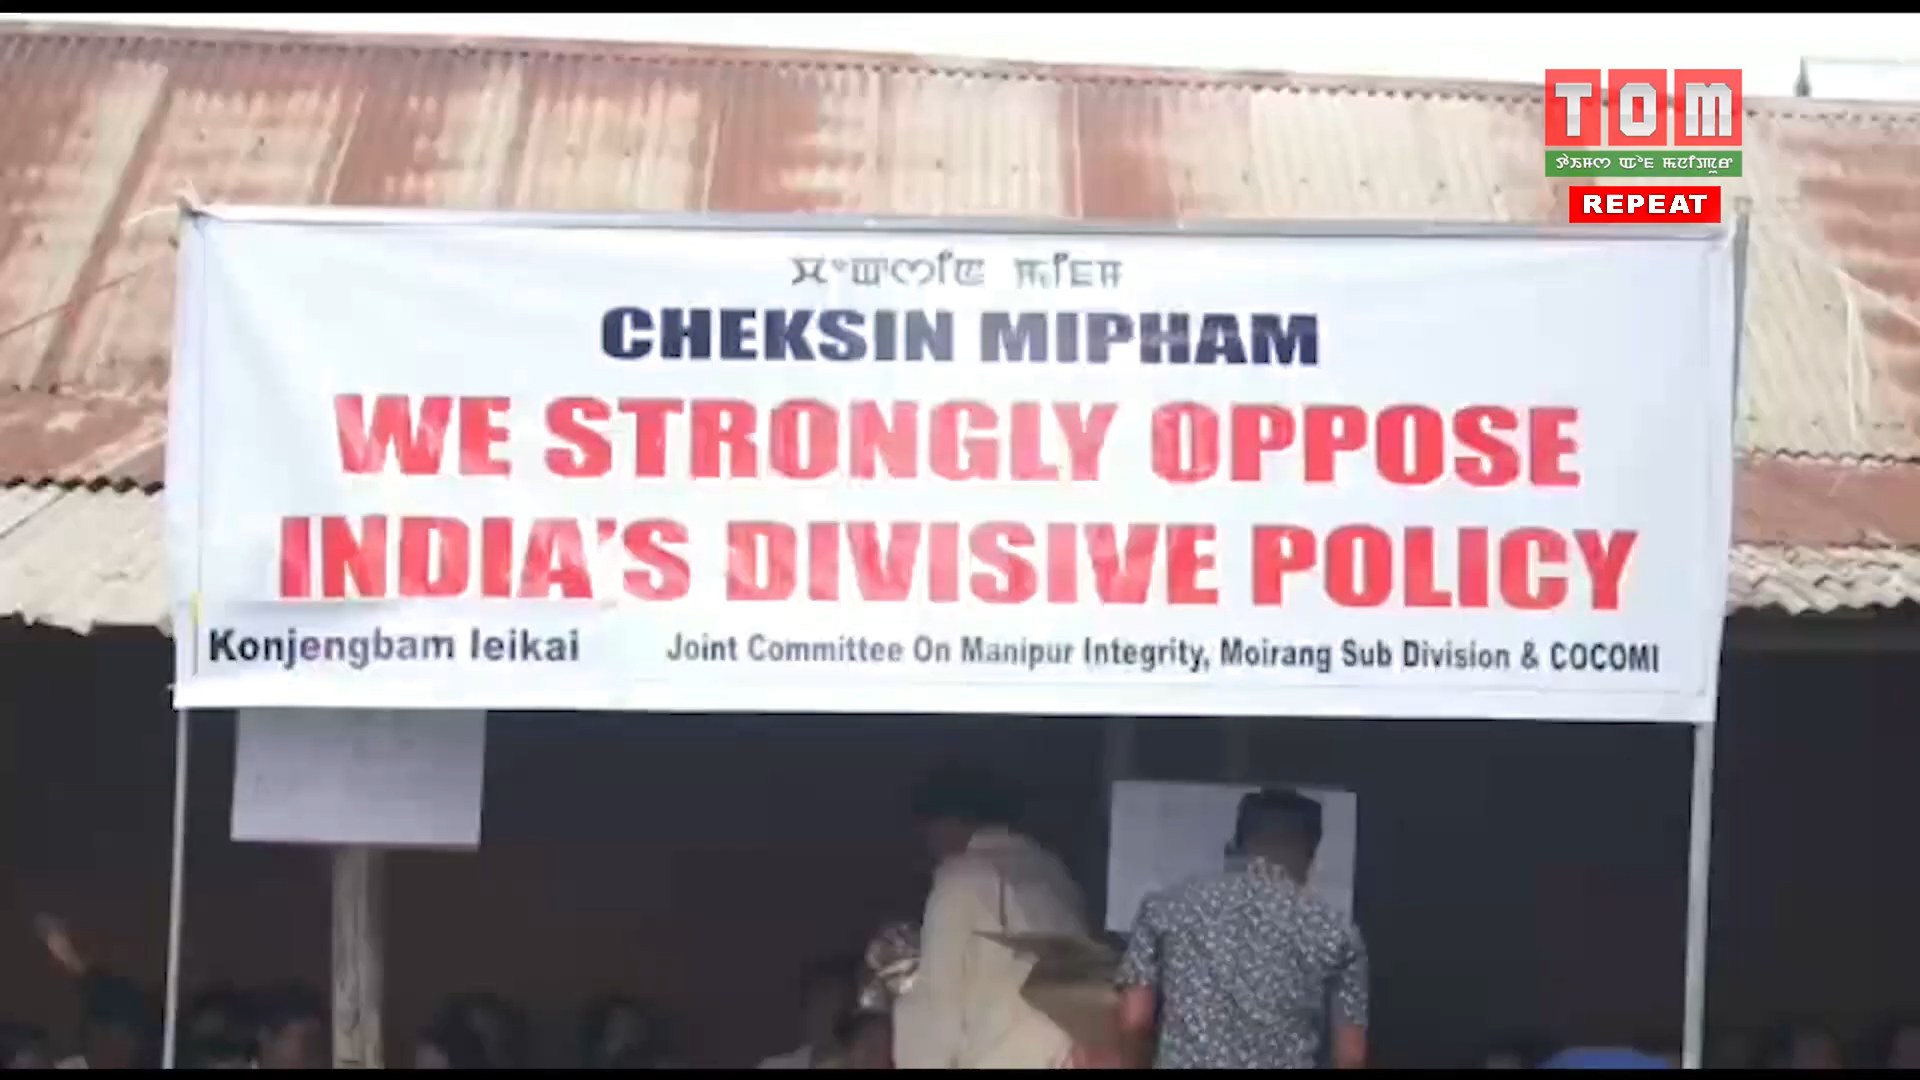 TOM
REPEAT
CHEKSIN MIPHAM
WE STRONGLY OPPOSE
INDIA'S DIVISIVE POLICY
Konjengbam leikai Joint Committee On Manipur Integrity, Moirang Sub Division & COCOMI